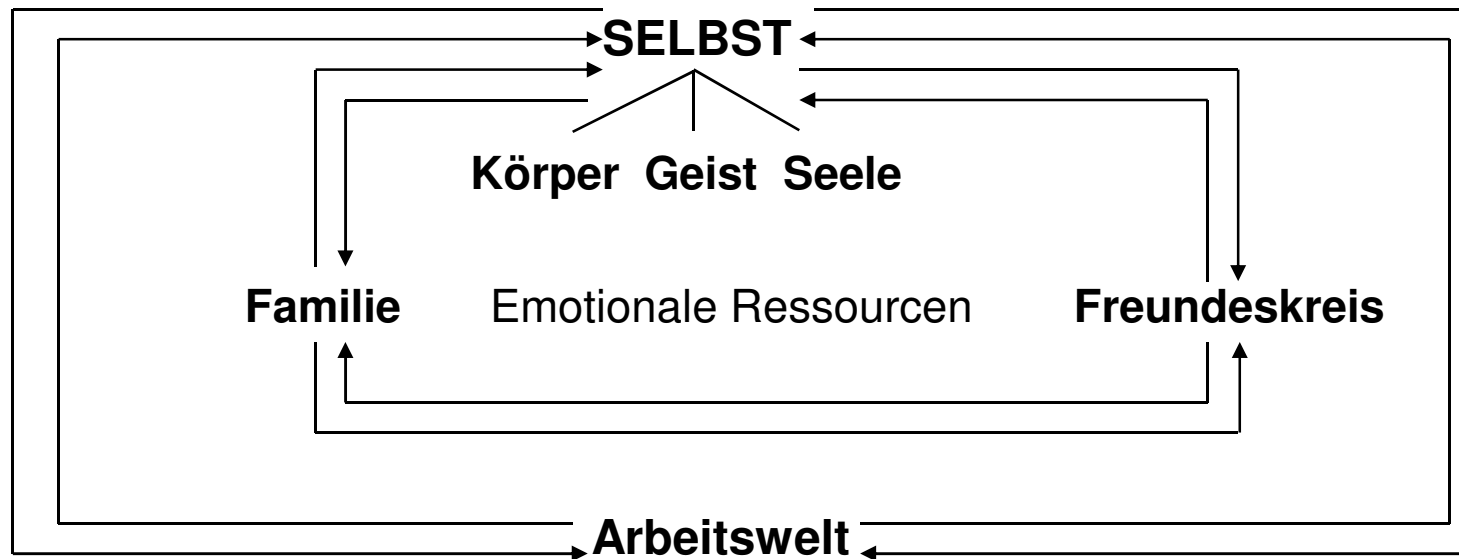 SELBST
Körper Geist Seele
Familie Emotionale Ressourcen Freundeskreis
Arbeitswelt